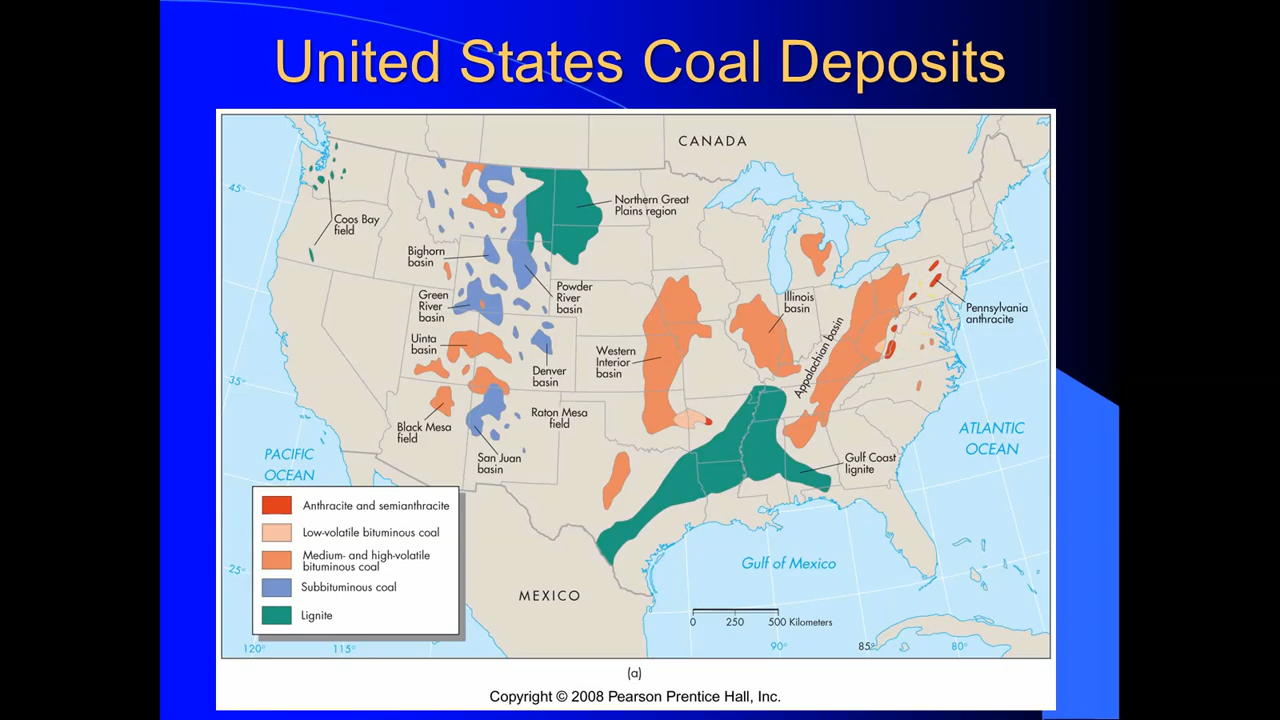 United States Coal Deposits
CANADA
45°
Northern Great
Plains region
Coos Bay
field
Bighorn
basin
Powder
River
basin
Green
River
basin
Illinois
basin
Pennsylvania
anthracite
Uinta
basin
Western
Interior
basin
Appalachian basin
Denver
basin
35°
Raton Mesa
field
Black Mesa
field
San Juan
basin
Gulf Coast
lignite
PACIFIC
OCEAN
ATLANTIC
OCEAN
Anthracite and semianthracite
Low-volatile bituminous coal
Medium- and high-volatile
bituminous coal
Subbituminous coal
Lignite
25°
Gulf of Mexico
MEXICO
0 250 500 Kilometers
120° 115° 90° 85° 80°
(a)
Copyright © 2008 Pearson Prentice Hall, Inc.